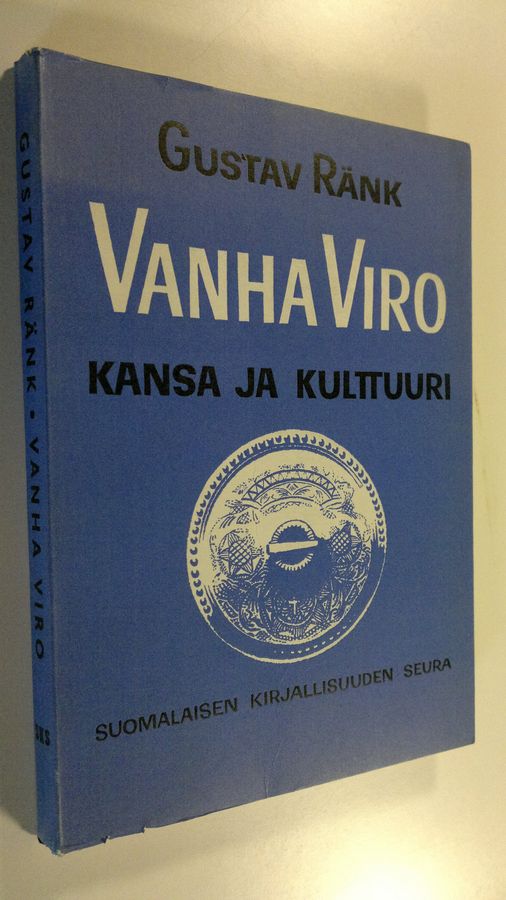 GUSTAV RÄNK
VANHA VIRO
KANSA JA KULTTUURI
SUOMALAISEN KIRJALLISUUDEN SEURA
GUSTAV RÄNK • VANHA VIRO
SKS